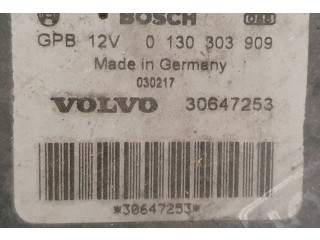 BOSCH
GPB 12V 0 130 303 909
Made in Germany
030217
VOLVO 30647253
*30647253*